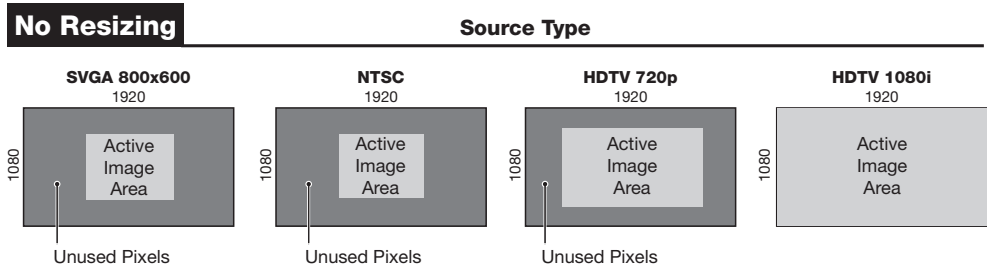 No Resizing
Source Type
SVGA 800x600
NTSC
HDTV 720p
HDTV 1080i
1920
1920
1920
1920
1080
Active
Image
Area
1080
Active
Image
Area
1080
Active
Image
Area
1080
Active
Image
Area
Unused Pixels
Unused Pixels
Unused Pixels